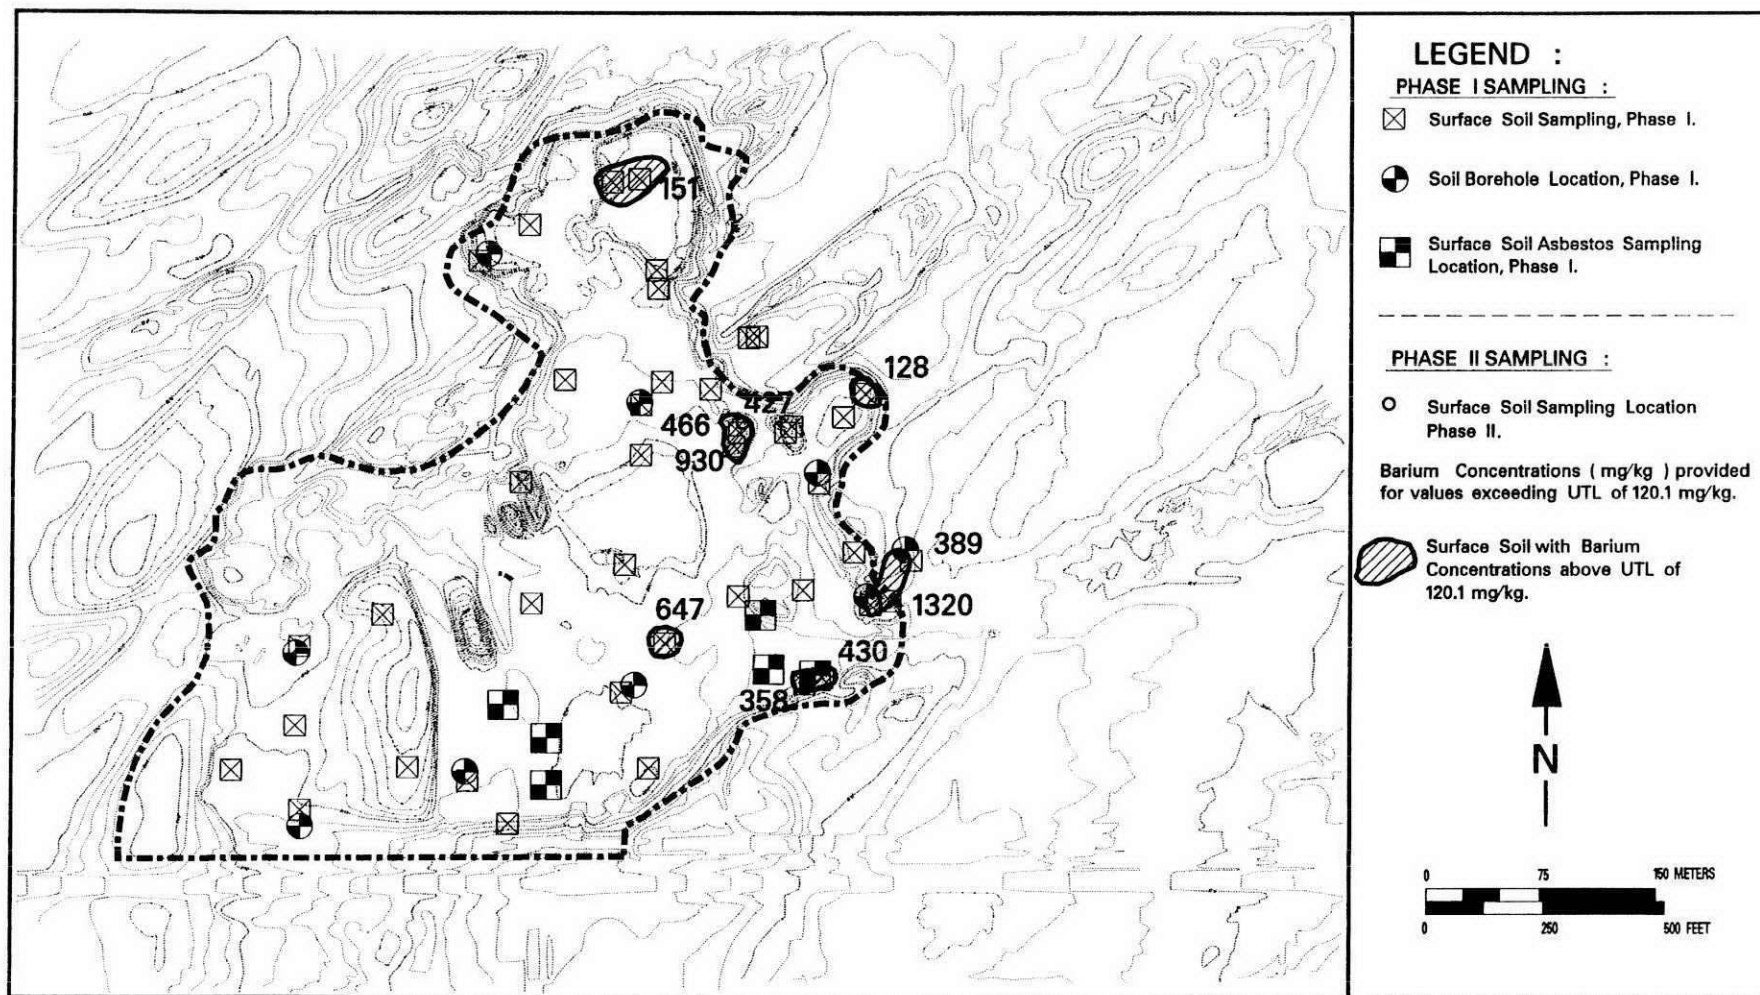 151
128
427
466
930
389
1320
647
430
358
LEGEND :
PHASE I SAMPLING :
Surface Soil Sampling, Phase I.
Soil Borehole Location, Phase I.
Surface Soil Asbestos Sampling
Location, Phase I.
PHASE II SAMPLING :
Surface Soil Sampling Location
Phase II.
Barium Concentrations ( mg/kg ) provided
for values exceeding UTL of 120.1 mg/kg.
Surface Soil with Barium
Concentrations above UTL of
120.1 mg/kg.
N
0 75 150 METERS
0 250 500 FEET